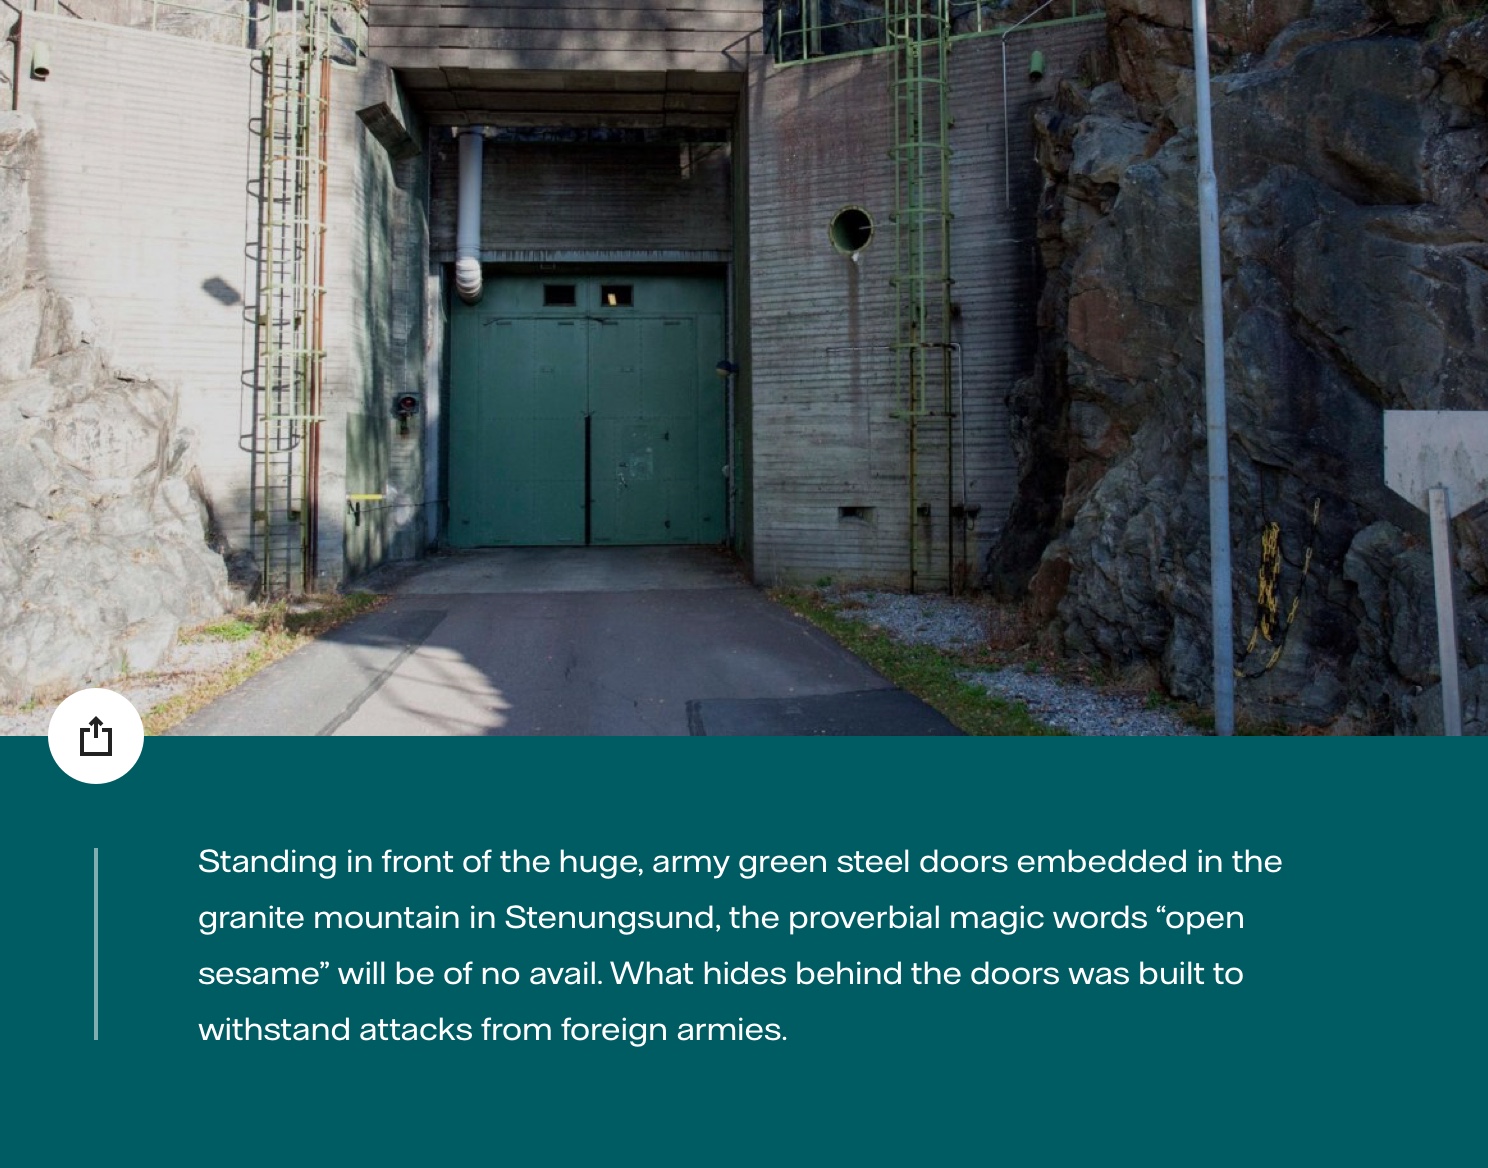 Standing in front of the huge, army green steel doors embedded in the
granite mountain in Stenungsund, the proverbial magic words “open
sesame” will be of no avail. What hides behind the doors was built to
withstand attacks from foreign armies.